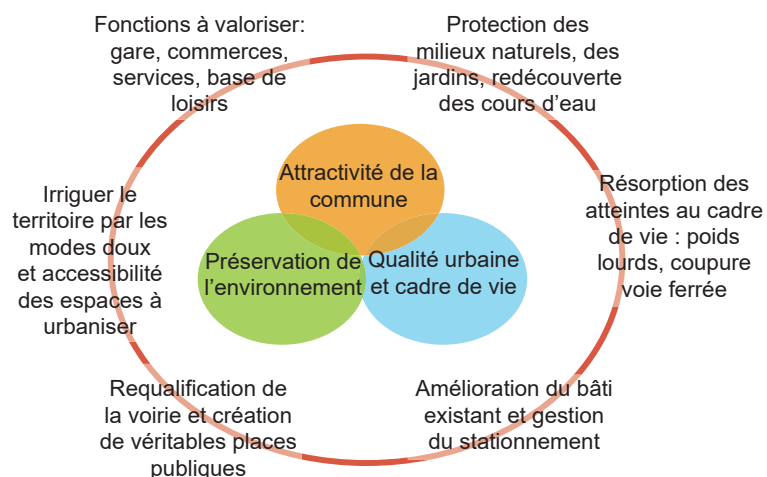 Fonctions à valoriser:
gare, commerces,
services, base de
loisirs
Protection des
milieux naturels, des
jardins, redécouverte
des cours d’eau
Attractivité de la
commune
Irriguer le
territoire par les
modes doux
et accessibilité
des espaces à
urbaniser
Préservation de
l’environnement
Qualité urbaine
et cadre de vie
Résorption des
atteintes au cadre
de vie : poids
lourds, coupure
voie ferrée
Requalification de
la voirie et création
de véritables places
publiques
Amélioration du bâti
existant et gestion
du stationnement